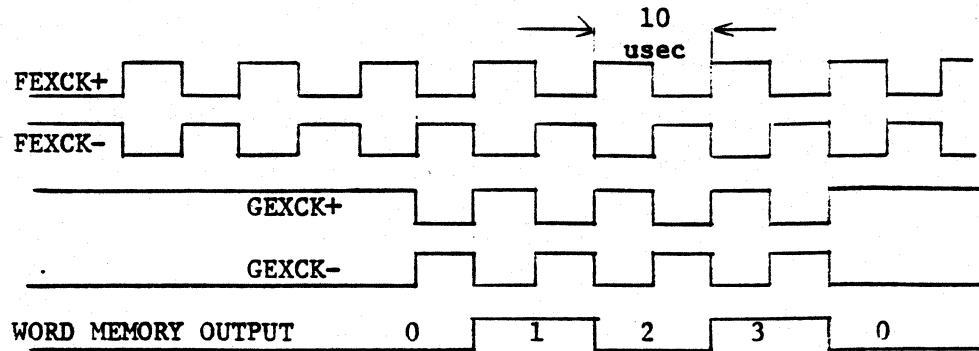 10
usec
FEXCK+
FEXCK-
GEXCK+
GEXCK-
WORD MEMORY OUTPUT 0 1 2 3 0